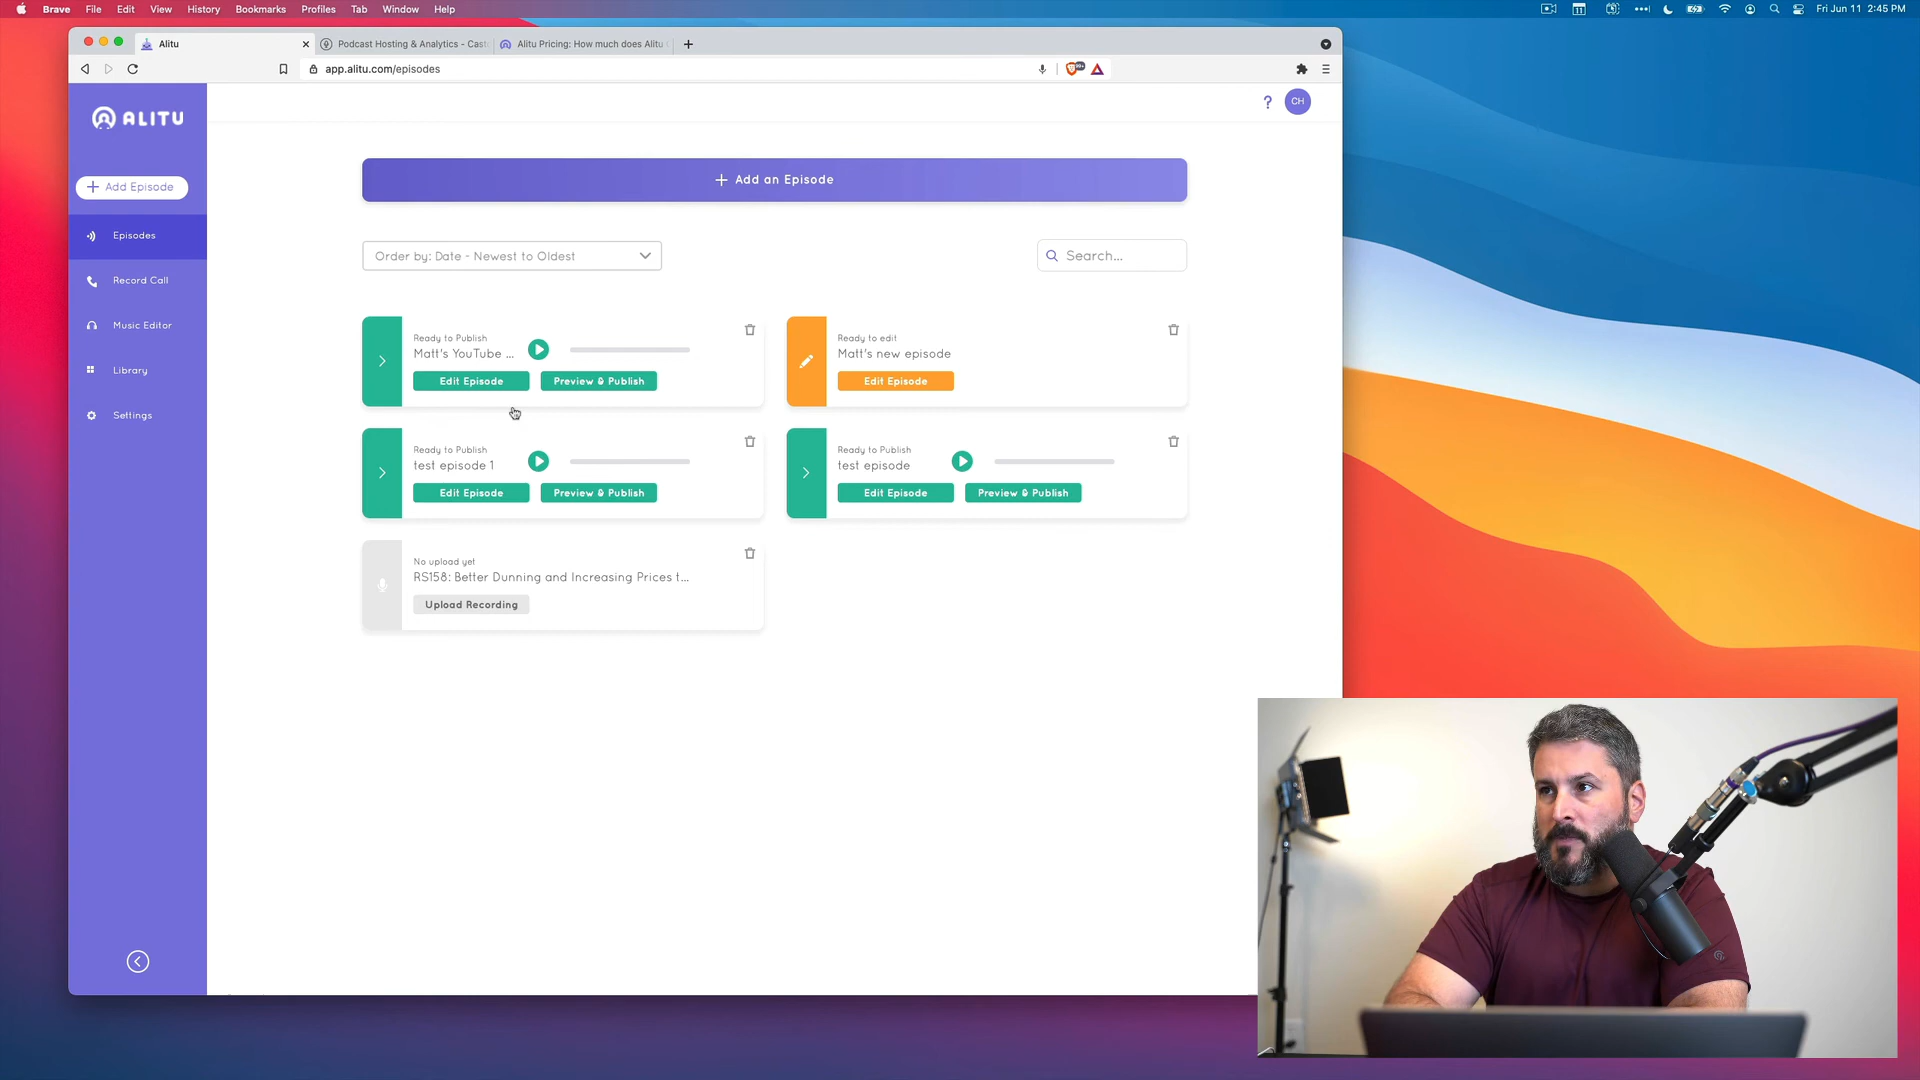 Brave File Edit View History Bookmarks Profiles Tab Window Help
11
Fri Jun 11 2:45 PM
Alitu
Podcast Hosting & Analytics - Cast
Alitu Pricing: How much does Alitu
app.alitu.com/episodes
ALITU
? CH
+ Add Episode
Episodes
Record Call
Music Editor
Library
Settings
+ Add an Episode
Order by: Date - Newest to Oldest
Search...
Ready to Publish
Matt's YouTube ...
Edit Episode Preview & Publish
Ready to edit
Matt's new episode
Edit Episode
Ready to Publish
test episode 1
Edit Episode Preview & Publish
Ready to Publish
test episode
Edit Episode Preview & Publish
No upload yet
RS158: Better Dunning and Increasing Prices t...
Upload Recording